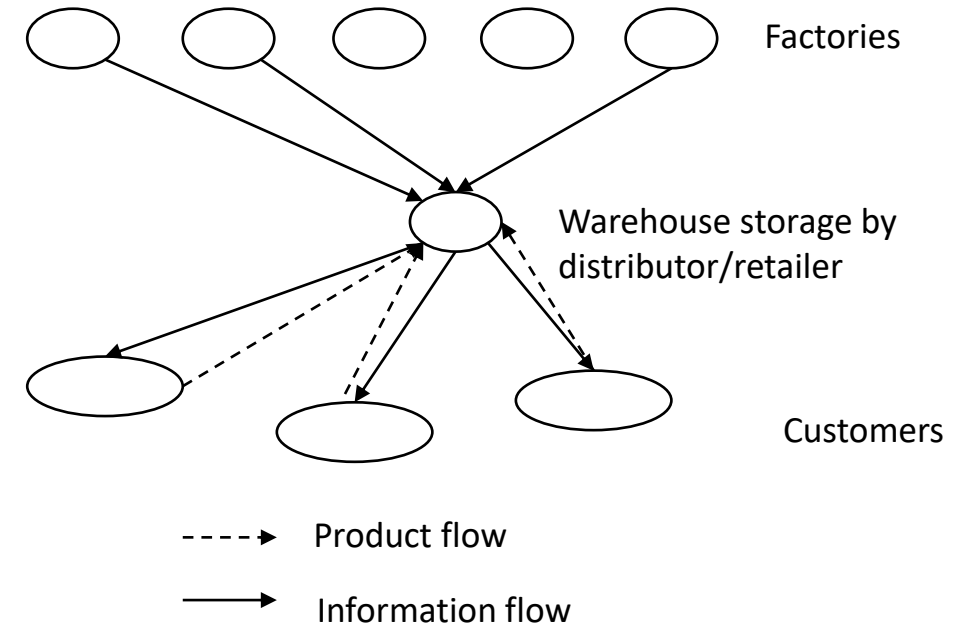 Factories
Warehouse storage by
distributor/retailer
Customers
Product flow
Information flow